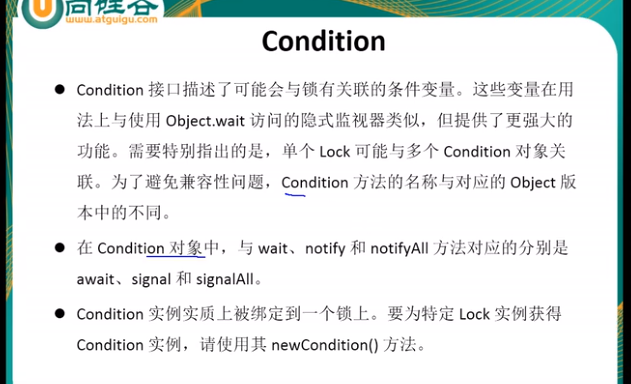 尚硅谷
www.atguigu.com
Condition
● Condition 接口描述了可能会与锁有关联的条件变量。这些变量在用
法上与使用 Object.wait 访问的隐式监视器类似，但提供了更强大的
功能。需要特别指出的是，单个 Lock 可能与多个 Condition 对象关
联。为了避免兼容性问题，Condition 方法的名称与对应的 Object 版
本中的不同。
● 在 Condition 对象中，与 wait、notify 和 notifyAll 方法对应的分别是
await、signal 和 signalAll。
● Condition 实例实质上被绑定到一个锁上。要为特定 Lock 实例获得
Condition 实例，请使用其 newCondition() 方法。